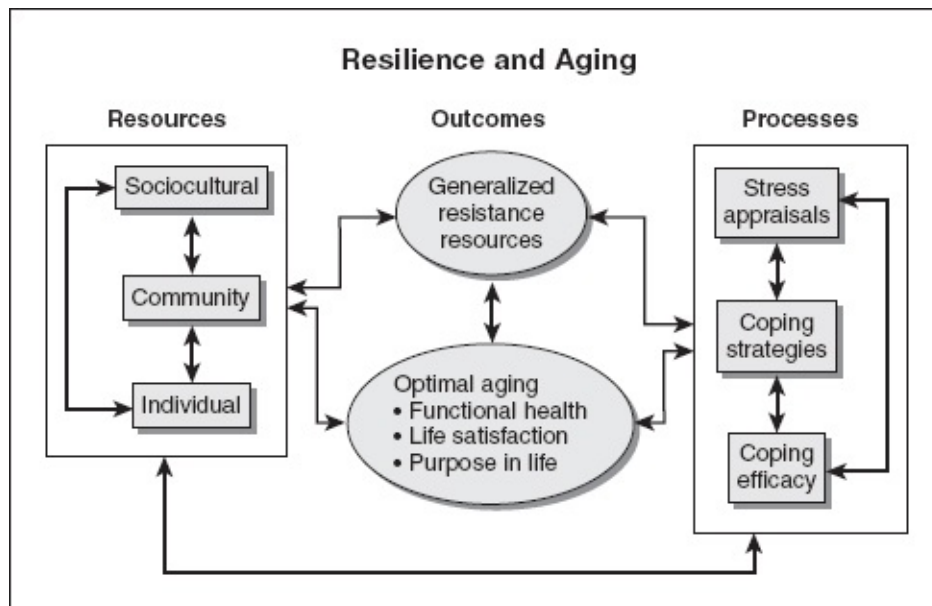 Resilience and Aging
Resources
Outcomes
Processes
Sociocultural
Community
Individual
Generalized
resistance
resources
Optimal aging
• Functional health
• Life satisfaction
• Purpose in life
Stress
appraisals
Coping
strategies
Coping
efficacy